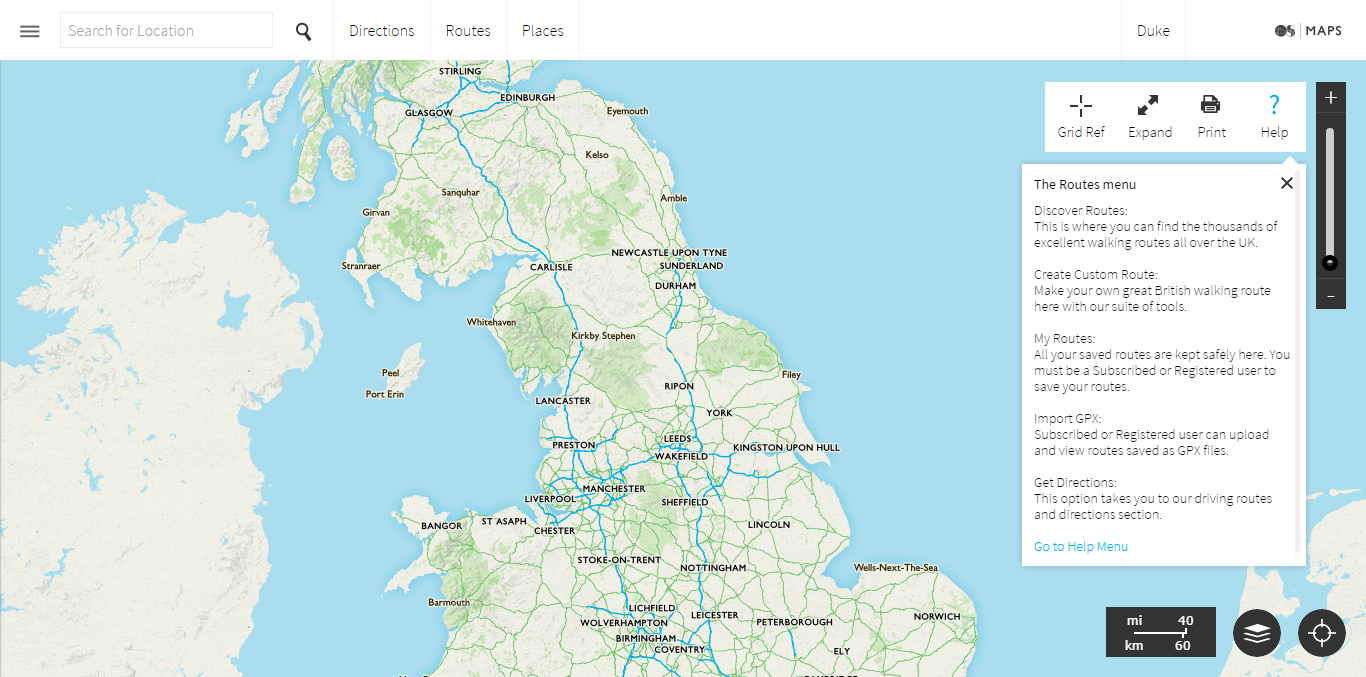 Search for Location
Directions
Routes
Places
Duke
OS MAPS
Grid Ref
Expand
Print
Help
+
-
The Routes menu
Discover Routes:
This is where you can find the thousands of
excellent walking routes all over the UK.
Create Custom Route:
Make your own great British walking route
here with our suite of tools.
My Routes:
All your saved routes are kept safely here. You
must be a Subscribed or Registered user to
save your routes.
Import GPX:
Subscribed or Registered user can upload
and view routes saved as GPX files.
Get Directions:
This option takes you to our driving routes
and directions section.
Go to Help Menu
STIRLING
EDINBURGH
GLASGOW
Eyemouth
Kelso
Sanquhar
Amble
Girvan
NEWCASTLE UPON TYNE
Stranraer
CARLISLE
SUNDERLAND
DURHAM
Whitehaven
Kirkby Stephen
Peel
Filey
RIPON
Port Erin
LANCASTER
YORK
PRESTON
LEEDS
KINGSTON UPON HULL
WAKEFIELD
MANCHESTER
LIVERPOOL
SHEFFIELD
BANGOR
ST ASAPH
CHESTER
LINCOLN
STOKE-ON-TRENT
NOTTINGHAM
Wells-Next-The-Sea
Barmouth
LICHFIELD
LEICESTER
NORWICH
WOLVERHAMPTON
PETERBOROUGH
BIRMINGHAM
COVENTRY
ELY
mi 40
km 60